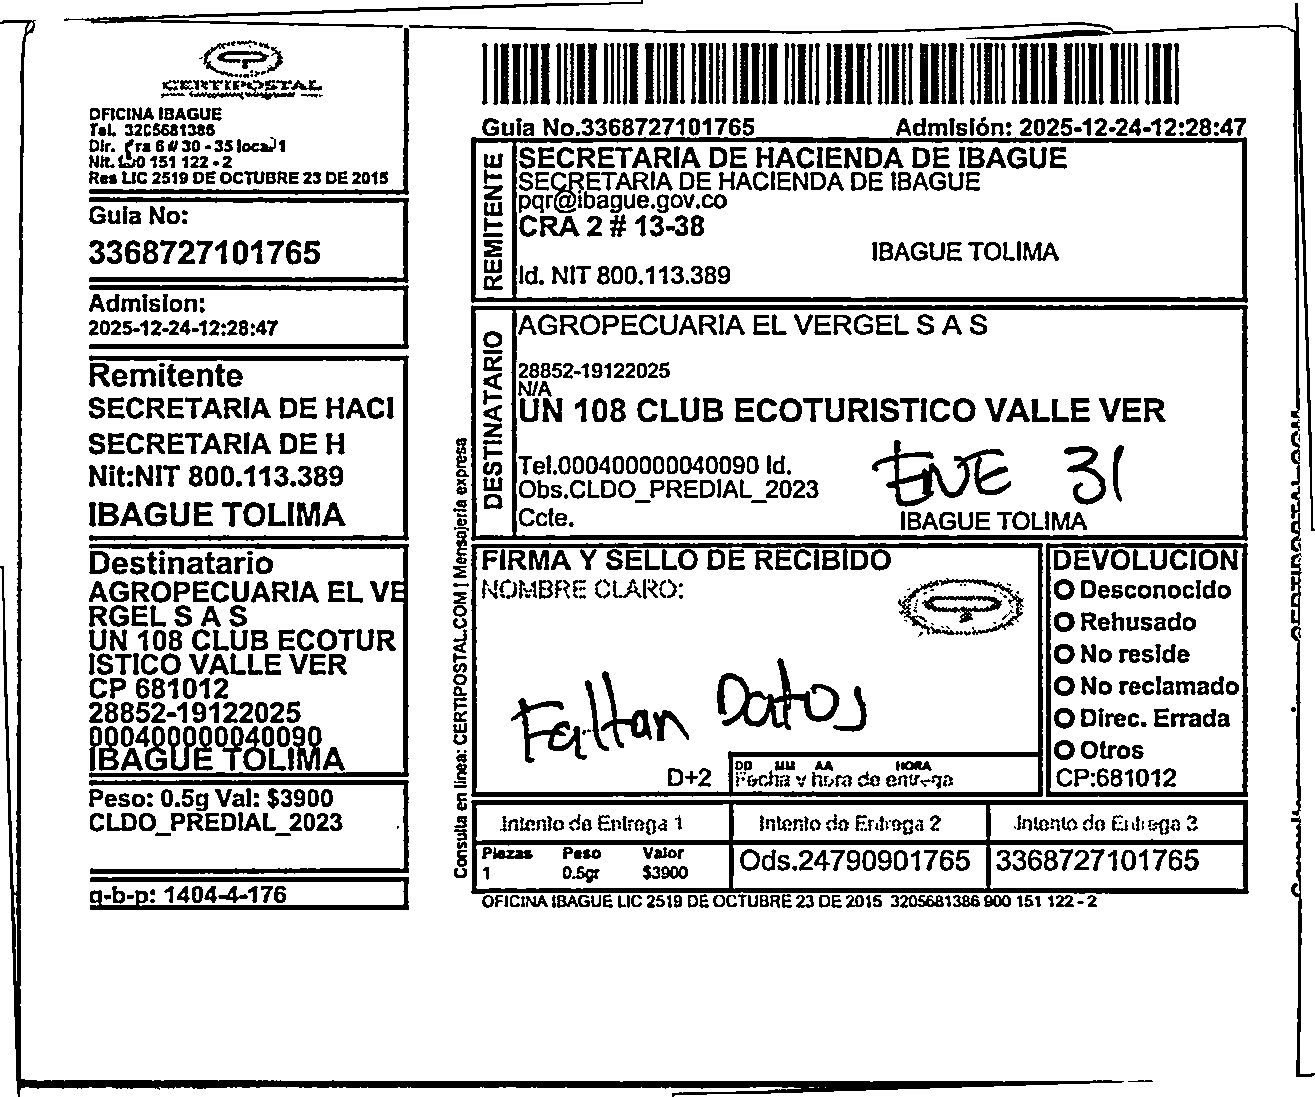 CERTIPOSTAL
OFICINA IBAGUE
Tel. 3205681386
Dir. Cra 6 # 30 - 35 local 1
Nit. 900 151 122 - 2
Res LIC 2519 DE OCTUBRE 23 DE 2015
Guia No:
3368727101765
Admision:
2025-12-24-12:28:47
Remitente
SECRETARIA DE HACI
SECRETARIA DE H
Nit:NIT 800.113.389
IBAGUE TOLIMA
Destinatario
AGROPECUARIA EL VE
RGEL S A S
UN 108 CLUB ECOTUR
ISTICO VALLE VER
CP 681012
28852-19122025
000400000040090
IBAGUE TOLIMA
Peso: 0.5g Val: $3900
CLDO_PREDIAL_2023
g-b-p: 1404-4-176
Consulta en linea: CERTIPOSTAL.COM | Mensajería expresa
Guia No.3368727101765 Admisión: 2025-12-24-12:28:47
REMITENTE
SECRETARIA DE HACIENDA DE IBAGUE
SECRETARIA DE HACIENDA DE IBAGUE
pqr@ibague.gov.co
CRA 2 # 13-38
IBAGUE TOLIMA
Id. NIT 800.113.389
DESTINATARIO
AGROPECUARIA EL VERGEL S A S
28852-19122025
N/A
UN 108 CLUB ECOTURISTICO VALLE VER
Tel.000400000040090 Id.
Obs.CLDO_PREDIAL_2023
ENE 31
Ccte.
IBAGUE TOLIMA
FIRMA Y SELLO DE RECIBIDO
NOMBRE CLARO:
Faltan Datos
D+2
DD MM AA HORA
Fecha y hora de entrega
DEVOLUCION
Desconocido
Rehusado
No reside
No reclamado
Direc. Errada
Otros
CP:681012
Intento de Entrega 1 Intento de Entrega 2 Intento de Entrega 3
Piezas Peso Valor
1 0.5gr $3900
Ods.24790901765 3368727101765
OFICINA IBAGUE LIC 2519 DE OCTUBRE 23 DE 2015 3205681386 900 151 122 - 2